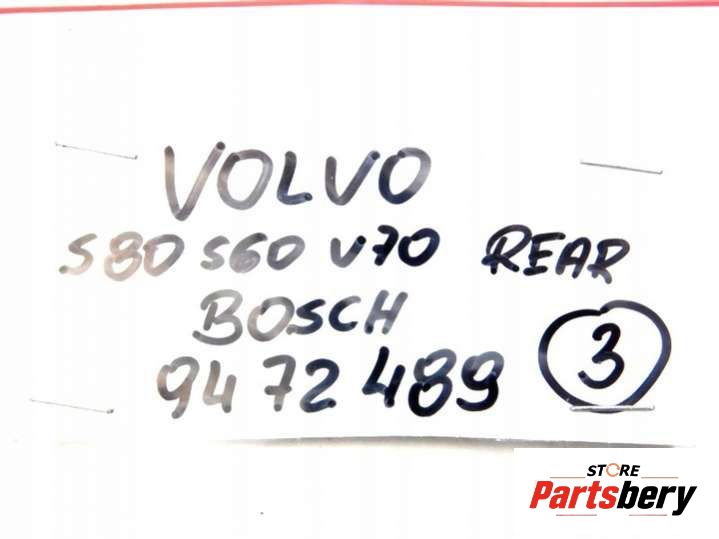 VOLVO
S80 S60 V70 REAR
BOSCH
9472489 3
STORE
Partsbery